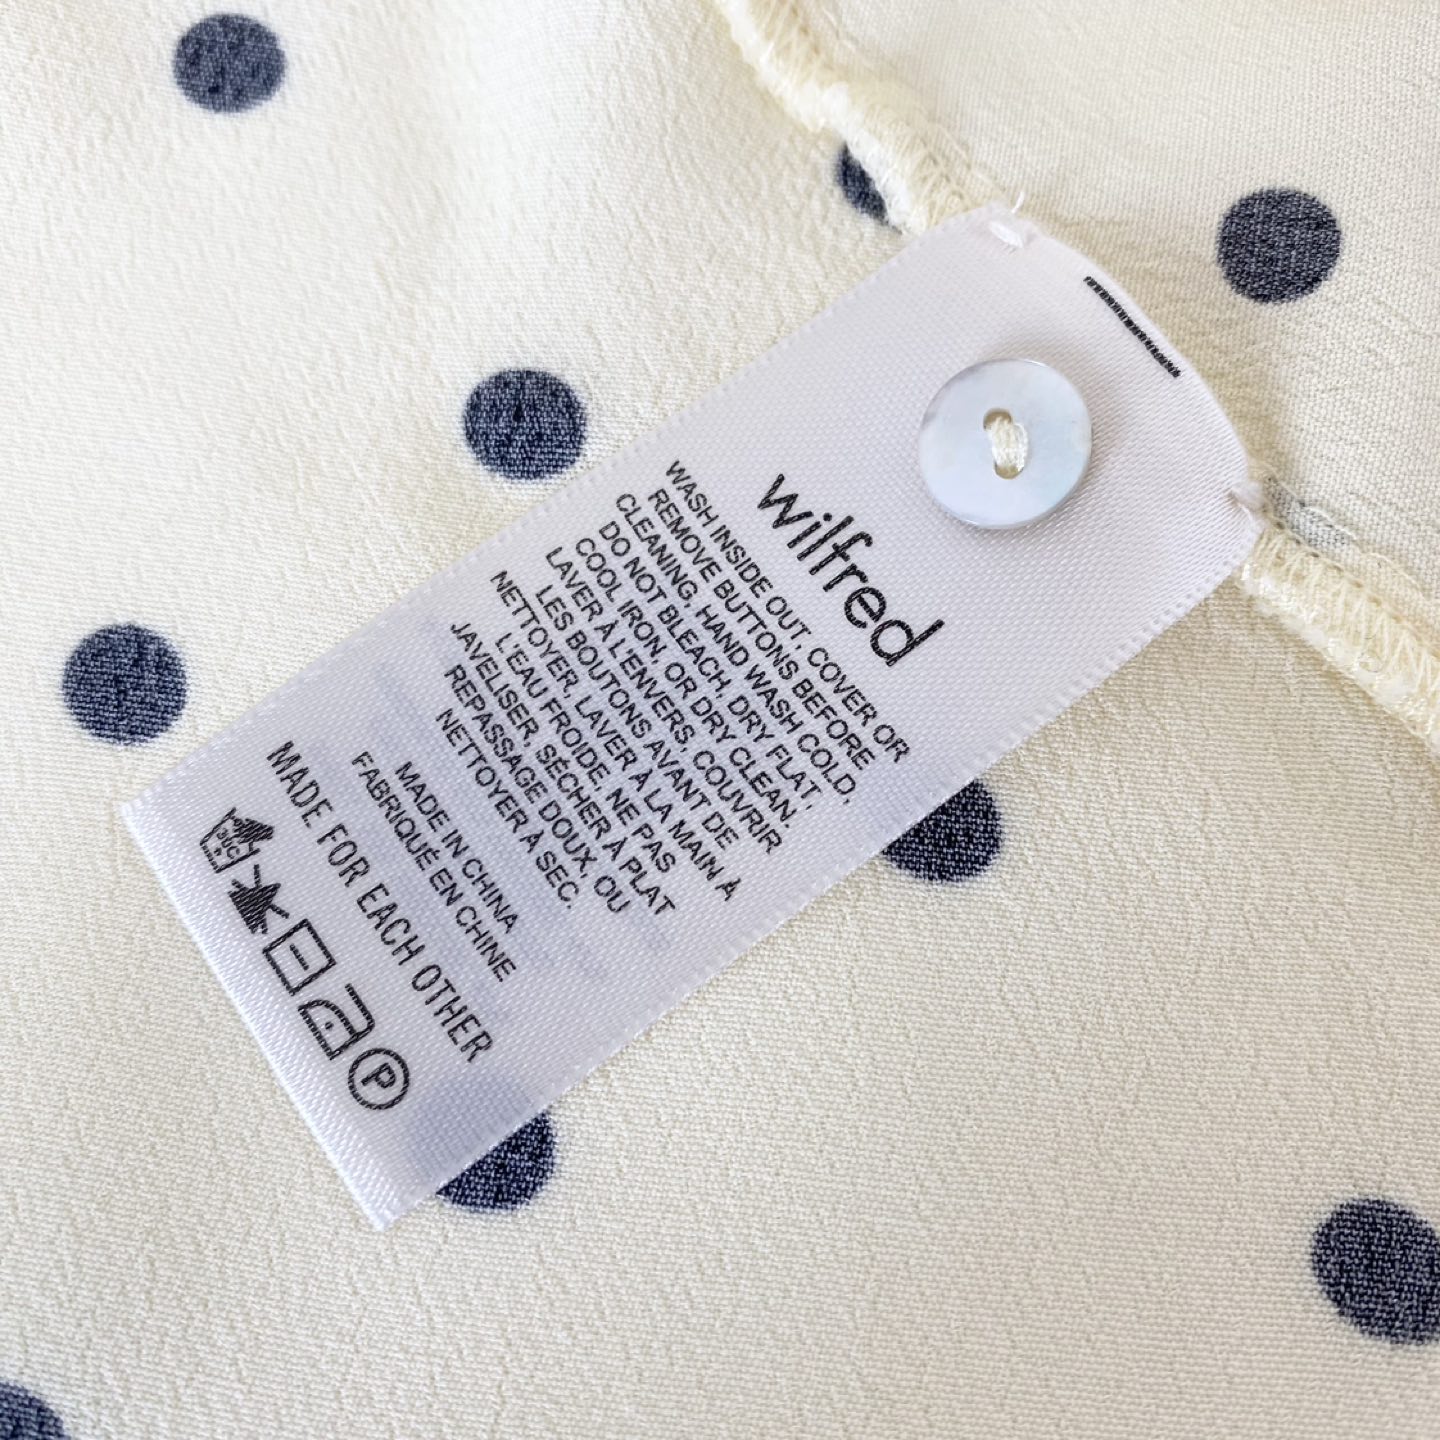 wilfred
WASH INSIDE OUT, COVER OR
REMOVE BUTTONS BEFORE
CLEANING, HAND WASH COLD,
DO NOT BLEACH, DRY FLAT,
COOL IRON, OR DRY CLEAN.
LAVER À L'ENVERS, COUVRIR
LES BOUTONS AVANT DE
NETTOYER, LAVER À LA MAIN À
L'EAU FROIDE, NE PAS
JAVELISER, SÉCHER À PLAT
REPASSAGE DOUX, OU
NETTOYER À SEC.
MADE IN CHINA
FABRIQUÉ EN CHINE
MADE FOR EACH OTHER
30C
P